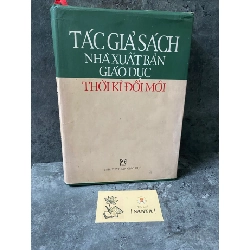 TÁC GIẢ SÁCH
NHÀ XUẤT BẢN
GIÁO DỤC
THỜI KÌ ĐỔI MỚI